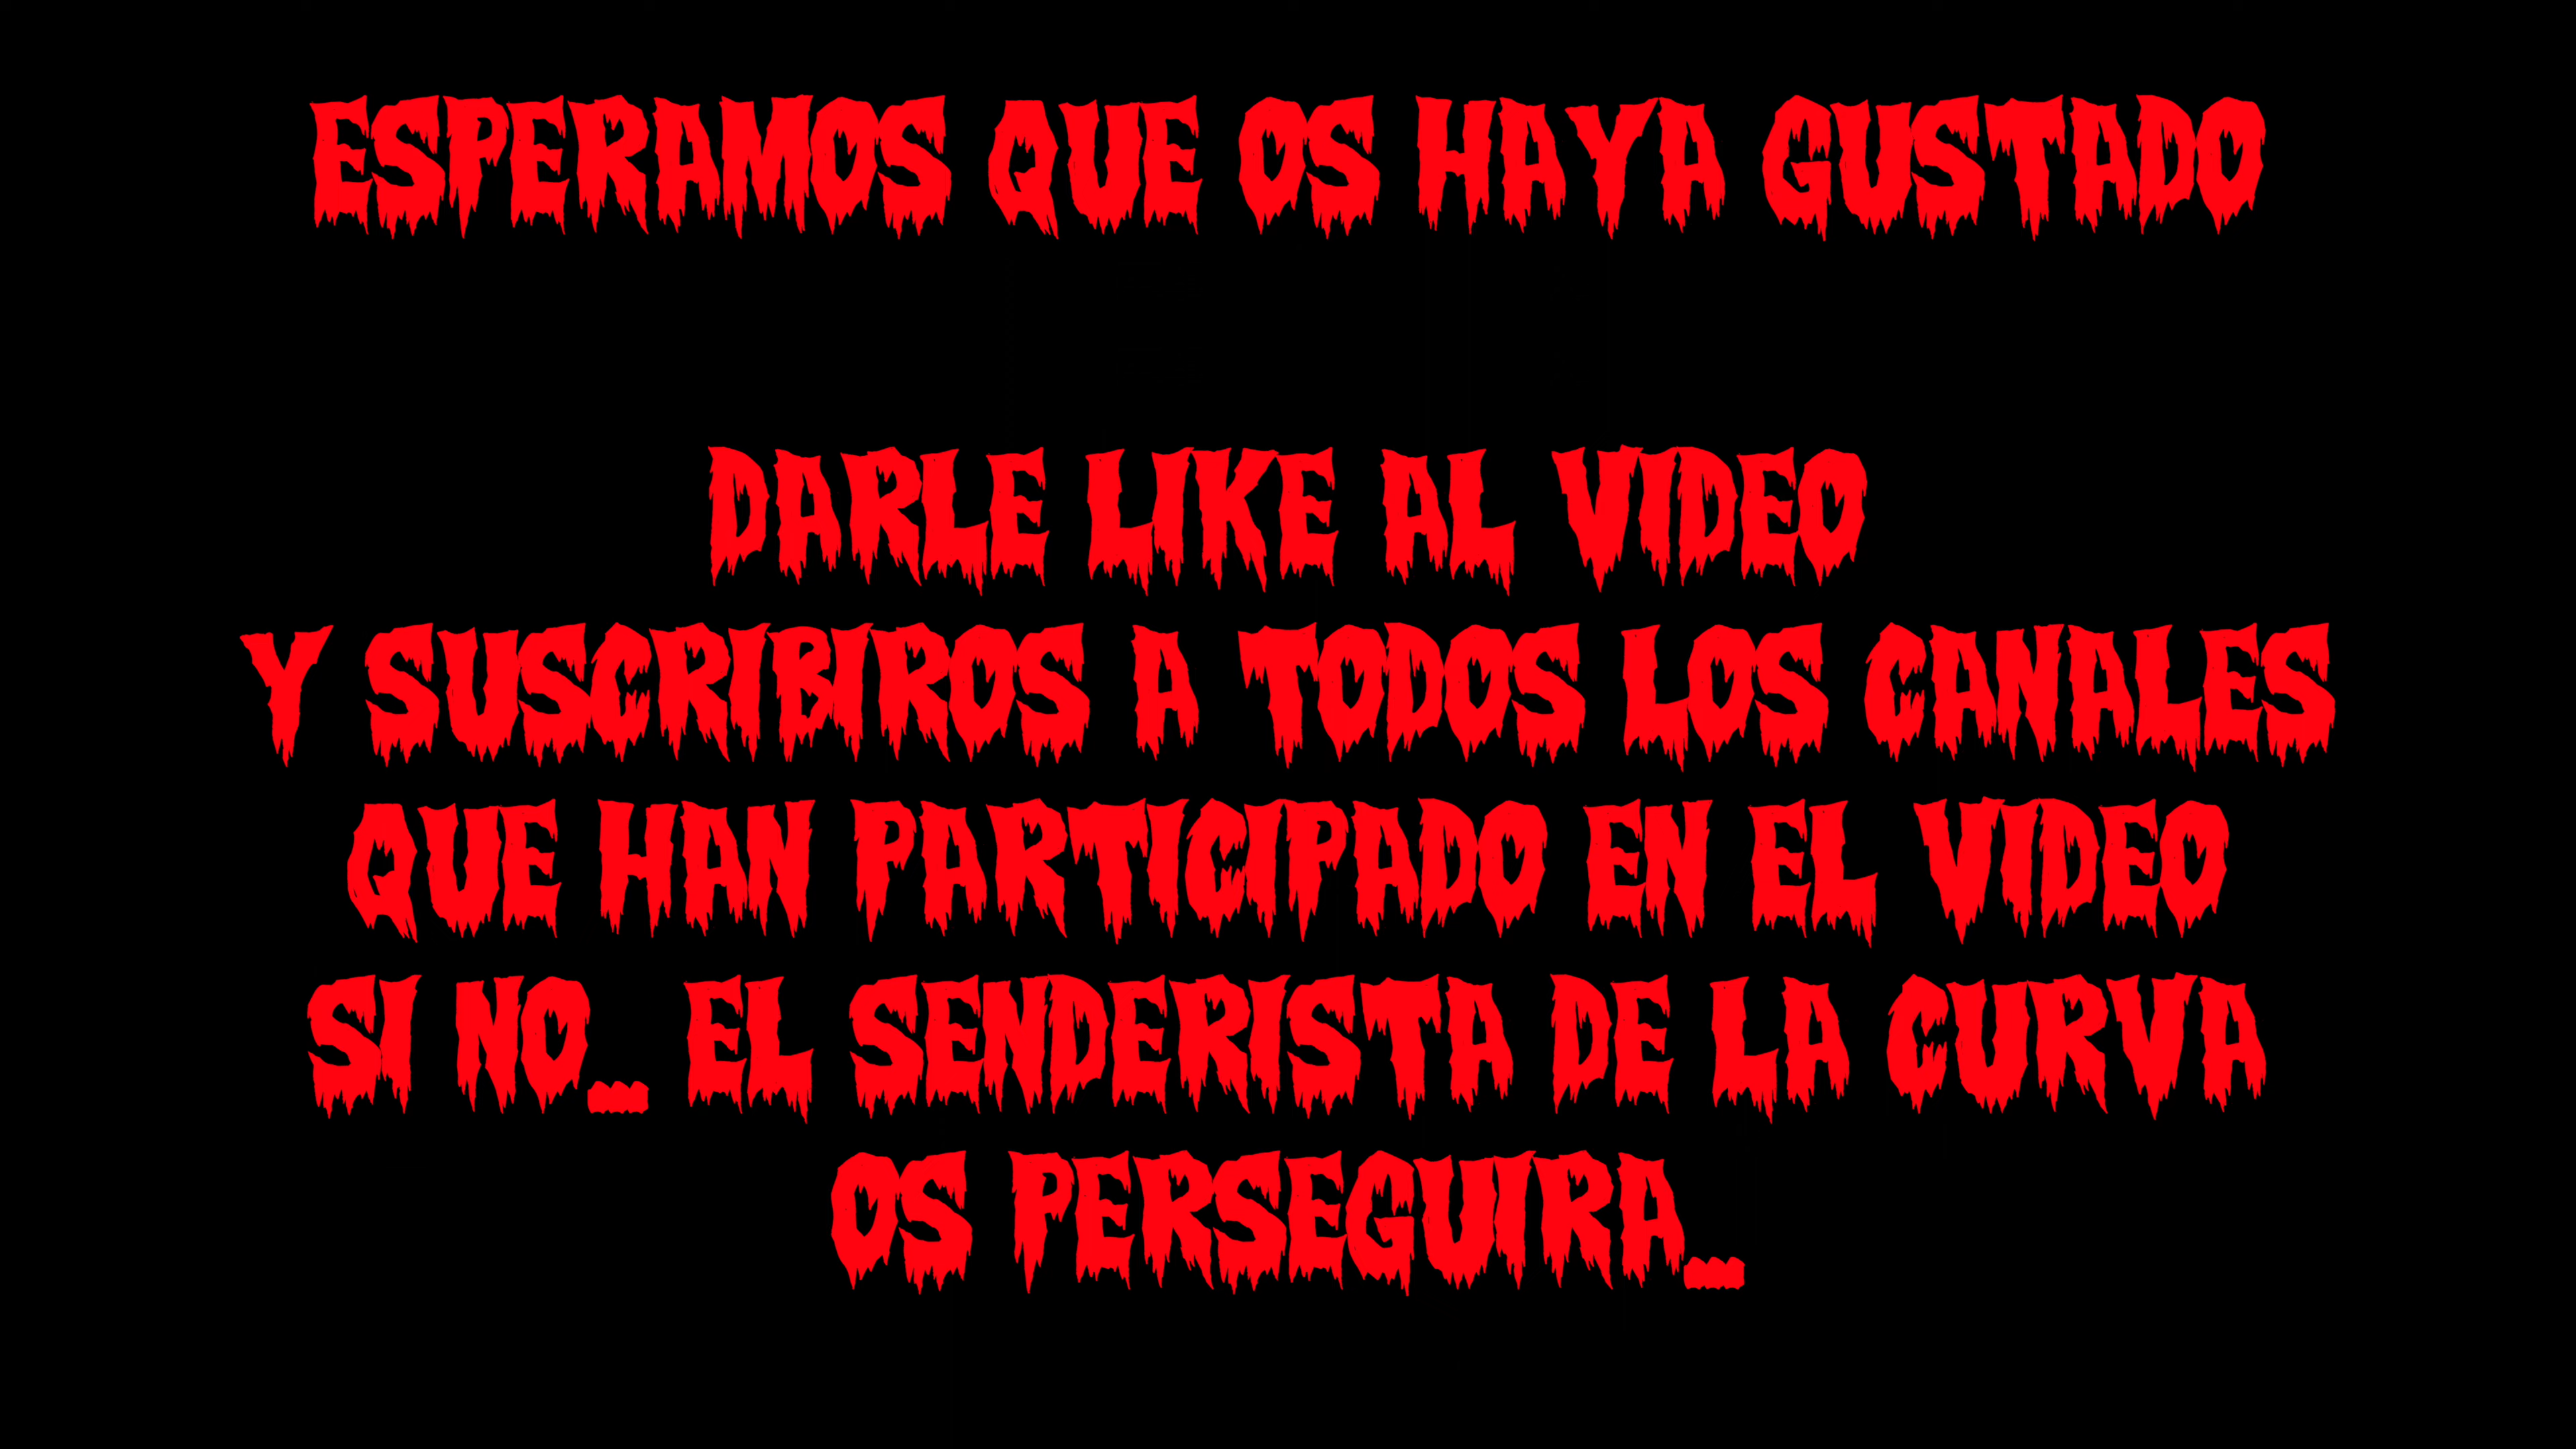 ESPERAMOS QUE OS HAYA GUSTADO
DARLE LIKE AL VIDEO
Y SUSCRIBIROS A TODOS LOS CANALES
QUE HAN PARTICIPADO EN EL VIDEO
SI NO... EL SENDERISTA DE LA CURVA
OS PERSEGUIRA...